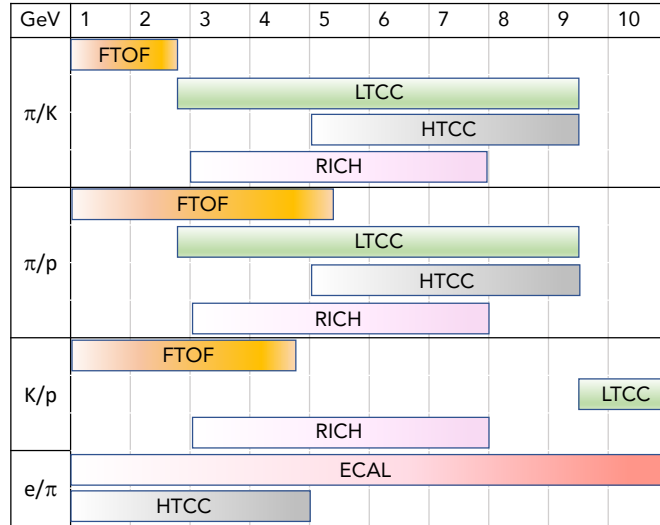 GeV 1 2 3 4 5 6 7 8 9 10
FTOF
LTCC
π/K
HTCC
RICH
FTOF
LTCC
π/p
HTCC
RICH
FTOF
K/p
LTCC
RICH
ECAL
e/π
HTCC